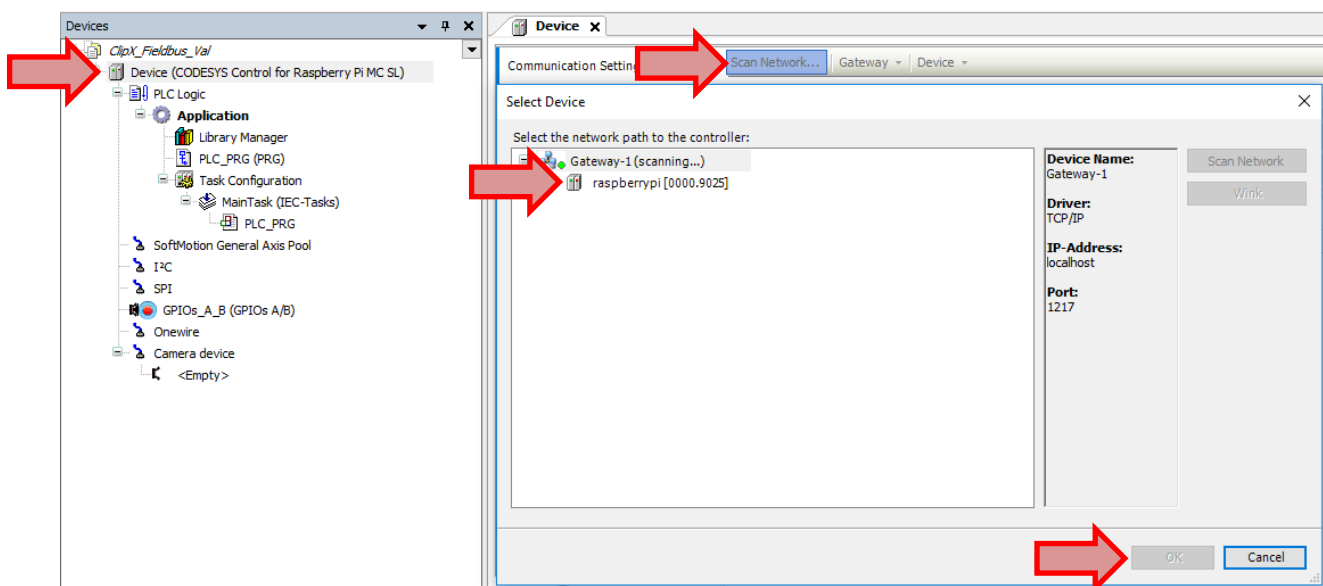 Devices
ClipX_Fieldbus_Val
Device (CODESYS Control for Raspberry Pi MC SL)
PLC Logic
Application
Library Manager
PLC_PRG (PRG)
Task Configuration
MainTask (IEC-Tasks)
PLC_PRG
SoftMotion General Axis Pool
I²C
SPI
GPIOs_A_B (GPIOs A/B)
Onewire
Camera device
<Empty>
Device
Communication Setting
Scan Network... Gateway Device
Select Device
Select the network path to the controller:
Gateway-1 (scanning...)
raspberrypi [0000.9025]
Device Name:
Gateway-1
Driver:
TCP/IP
IP-Address:
localhost
Port:
1217
Scan Network
Wink
OK Cancel